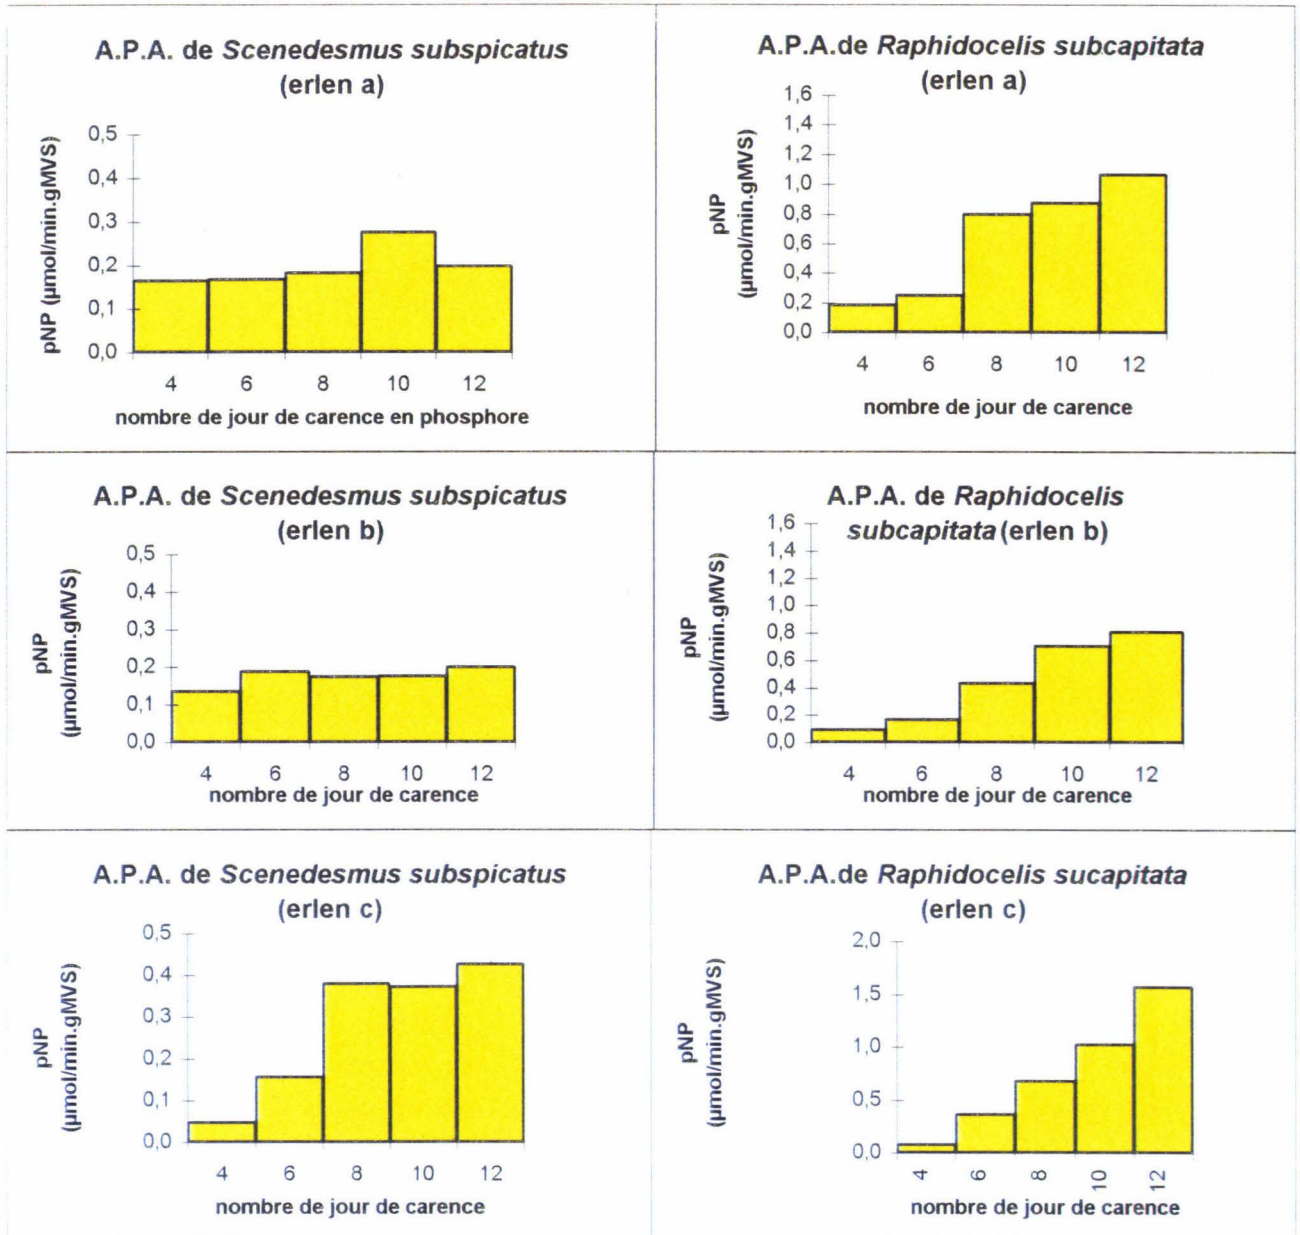 A.P.A. de Scenedesmus subspicatus
(erlen a)
pNP (µmol/min.gMVS)
0,5
0,4
0,3
0,2
0,1
0,0
4 6 8 10 12
nombre de jour de carence en phosphore
A.P.A.de Raphidocelis subcapitata
(erlen a)
pNP
(µmol/min.gMVS)
1,6
1,4
1,2
1,0
0,8
0,6
0,4
0,2
0,0
4 6 8 10 12
nombre de jour de carence
A.P.A. de Scenedesmus subspicatus
(erlen b)
pNP
(µmol/min.gMVS)
0,5
0,4
0,3
0,2
0,1
0,0
4 6 8 10 12
nombre de jour de carence
A.P.A. de Raphidocelis
subcapitata (erlen b)
pNP
(µmol/min.gMVS)
1,6
1,4
1,2
1,0
0,8
0,6
0,4
0,2
0,0
4 6 8 10 12
nombre de jour de carence
A.P.A. de Scenedesmus subspicatus
(erlen c)
pNP
(µmol/min.gMVS)
0,5
0,4
0,3
0,2
0,1
0,0
4 6 8 10 12
nombre de jour de carence
A.P.A.de Raphidocelis sucapitata
(erlen c)
pNP
(µmol/min.gMVS)
2,0
1,5
1,0
0,5
0,0
4 6 8 10 12
nombre de jour de carence